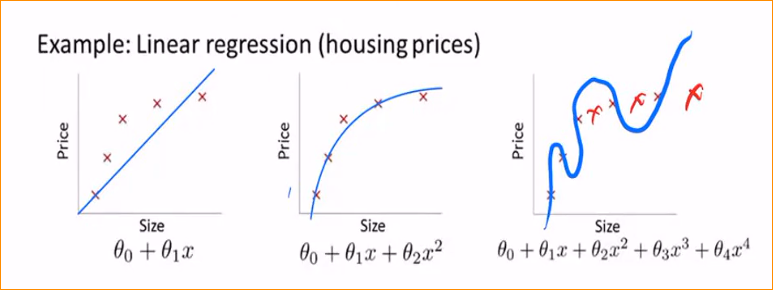 Example: Linear regression (housing prices)
Price
Size
θ₀ + θ₁x
Price
Size
θ₀ + θ₁x + θ₂x²
Price
Size
θ₀ + θ₁x + θ₂x² + θ₃x³ + θ₄x⁴